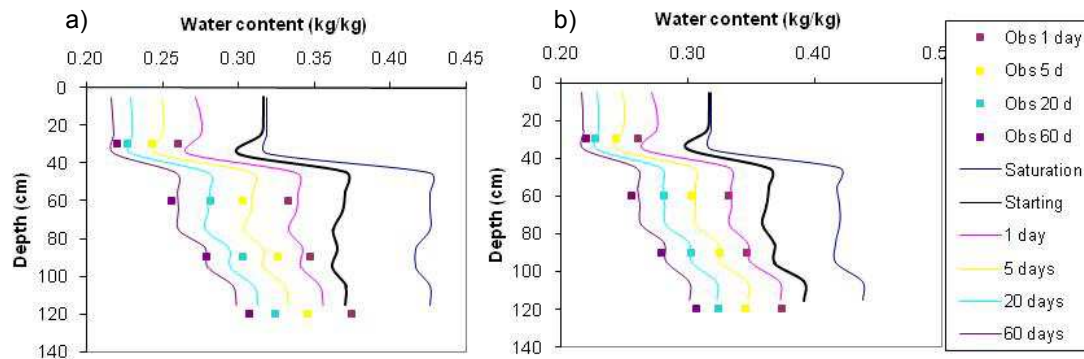 a)
Water content (kg/kg)
0.20 0.25 0.30 0.35 0.40 0.45
0
20
40
60
80
100
120
140
Depth (cm)
b)
Water content (kg/kg)
0.20 0.30 0.40 0.5
0
20
40
60
80
100
120
140
Depth (cm)
Obs 1 day
Obs 5 d
Obs 20 d
Obs 60 d
Saturation
Starting
1 day
5 days
20 days
60 days